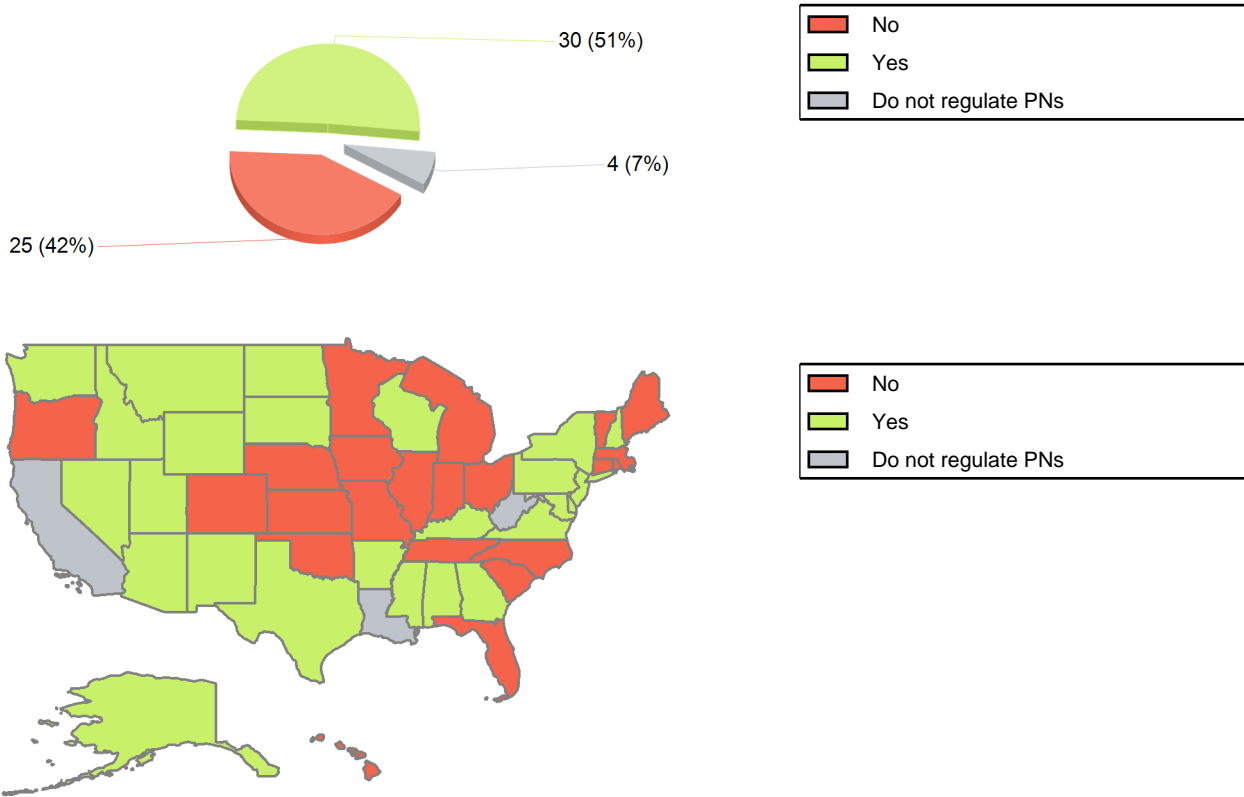 30 (51%)
4 (7%)
25 (42%)
No
Yes
Do not regulate PNs
No
Yes
Do not regulate PNs